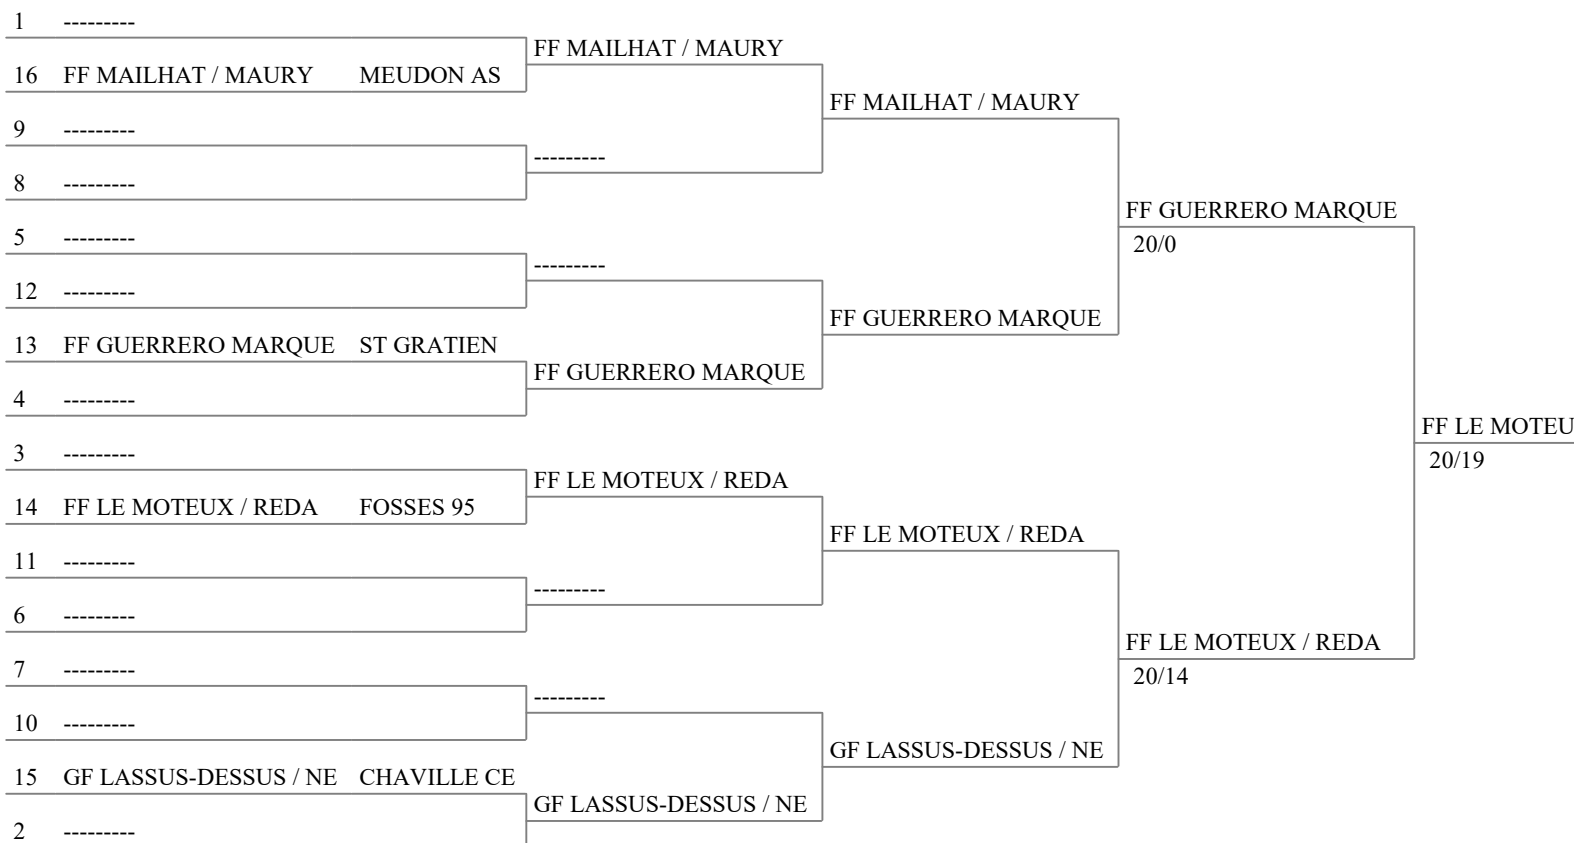 1 ---------
FF MAILHAT / MAURY
16 FF MAILHAT / MAURY MEUDON AS
FF MAILHAT / MAURY
9 ---------
---------
8 ---------
FF GUERRERO MARQUE
5 ---------
20/0
---------
12 ---------
FF GUERRERO MARQUE
13 FF GUERRERO MARQUE ST GRATIEN
FF GUERRERO MARQUE
4 ---------
FF LE MOTEU
3 ---------
20/19
FF LE MOTEUX / REDA
14 FF LE MOTEUX / REDA FOSSES 95
FF LE MOTEUX / REDA
11 ---------
---------
6 ---------
FF LE MOTEUX / REDA
7 ---------
20/14
---------
10 ---------
GF LASSUS-DESSUS / NE
15 GF LASSUS-DESSUS / NE CHAVILLE CE
GF LASSUS-DESSUS / NE
2 ---------